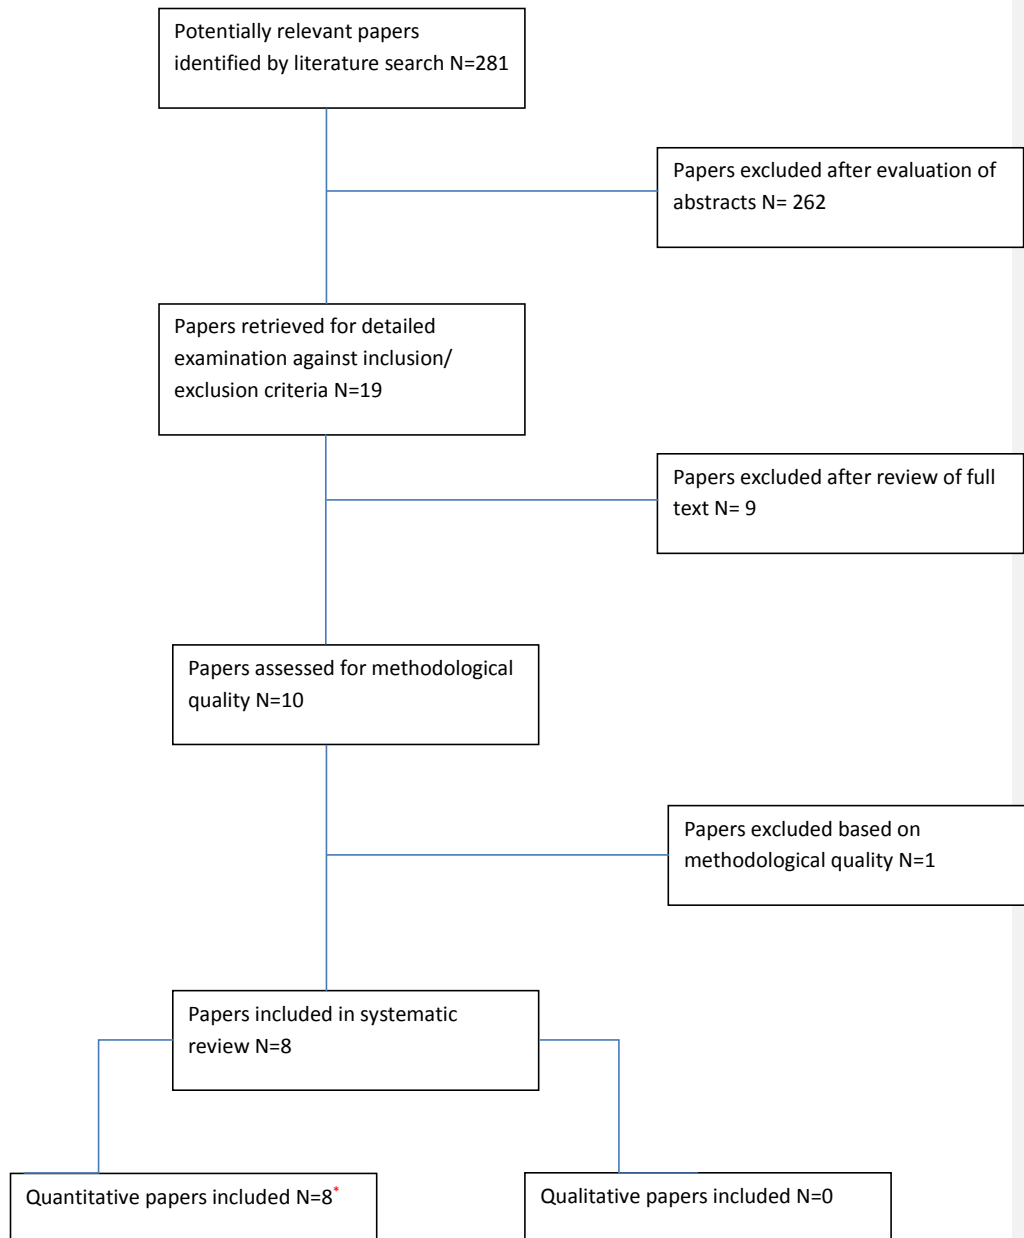 Potentially relevant papers
identified by literature search N=281
Papers excluded after evaluation of
abstracts N= 262
Papers retrieved for detailed
examination against inclusion/
exclusion criteria N=19
Papers excluded after review of full
text N= 9
Papers assessed for methodological
quality N=10
Papers excluded based on
methodological quality N=1
Papers included in systematic
review N=8
Quantitative papers included N=8*
Qualitative papers included N=0